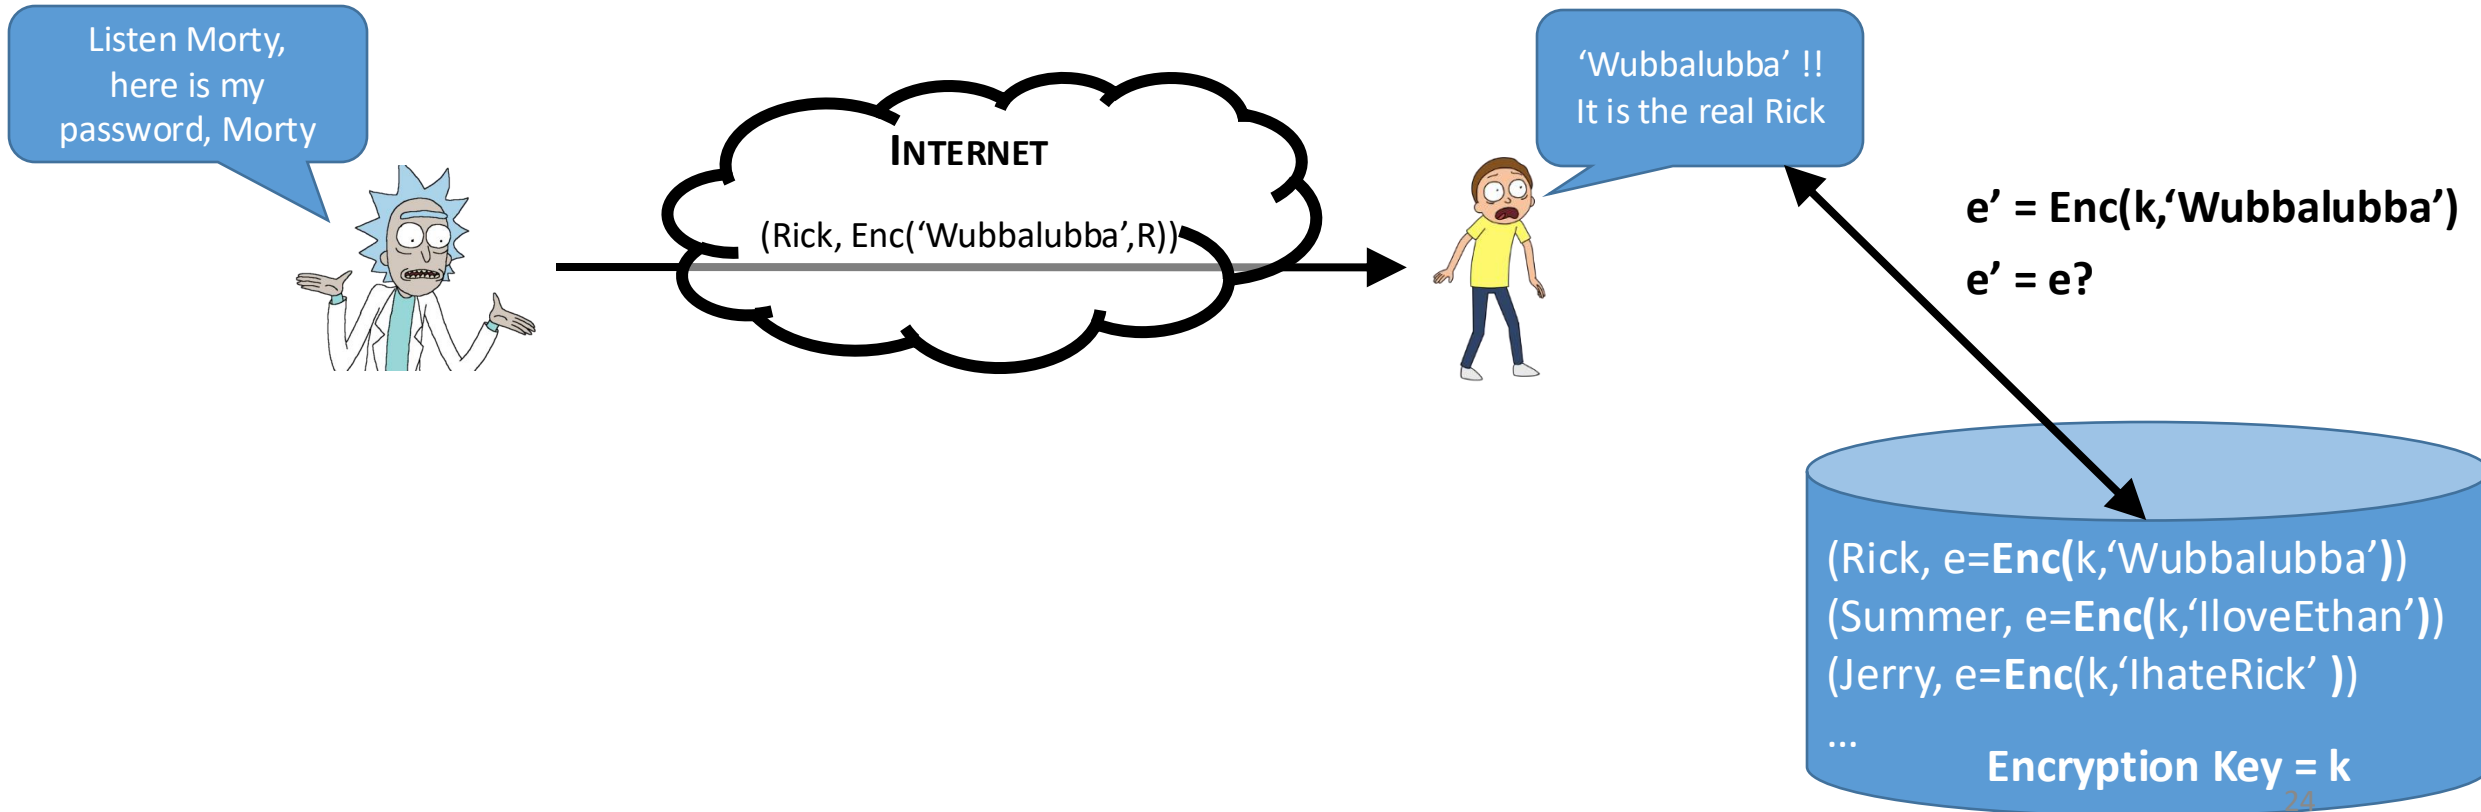 Listen Morty,
here is my
password, Morty
INTERNET
(Rick, Enc(‘Wubbalubba’,R))
‘Wubbalubba’ !!
It is the real Rick
e’ = Enc(k,‘Wubbalubba’)
e’ = e?
(Rick, e=Enc(k,‘Wubbalubba’))
(Summer, e=Enc(k,‘IloveEthan’))
(Jerry, e=Enc(k,‘IhateRick’ ))
...
Encryption Key = k
24